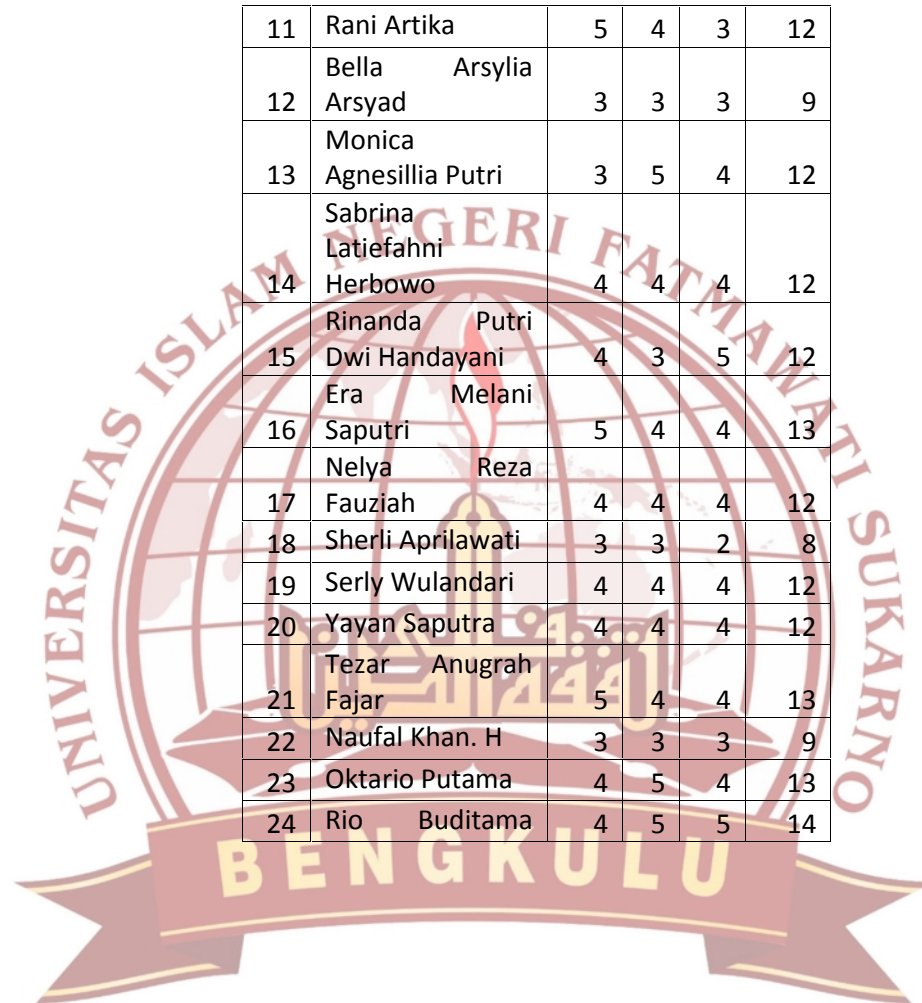 11 Rani Artika 5 4 3 12
Bella Arsylia
12 Arsyad 3 3 3 9
Monica
13 Agnesillia Putri 3 5 4 12
Sabrina
Latiefahni
14 Herbowo 4 4 4 12
Rinanda Putri
15 Dwi Handayani 4 3 5 12
Era Melani
16 Saputri 5 4 4 13
Nelya Reza
17 Fauziah 4 4 4 12
18 Sherli Aprilawati 3 3 2 8
19 Serly Wulandari 4 4 4 12
20 Yayan Saputra 4 4 4 12
Tezar Anugrah
21 Fajar 5 4 4 13
22 Naufal Khan. H 3 3 3 9
23 Oktario Putama 4 5 4 13
24 Rio Buditama 4 5 5 14
UNIVERSITAS ISLAM NEGERI FATMAWATI SUKARNO
BENGKULU